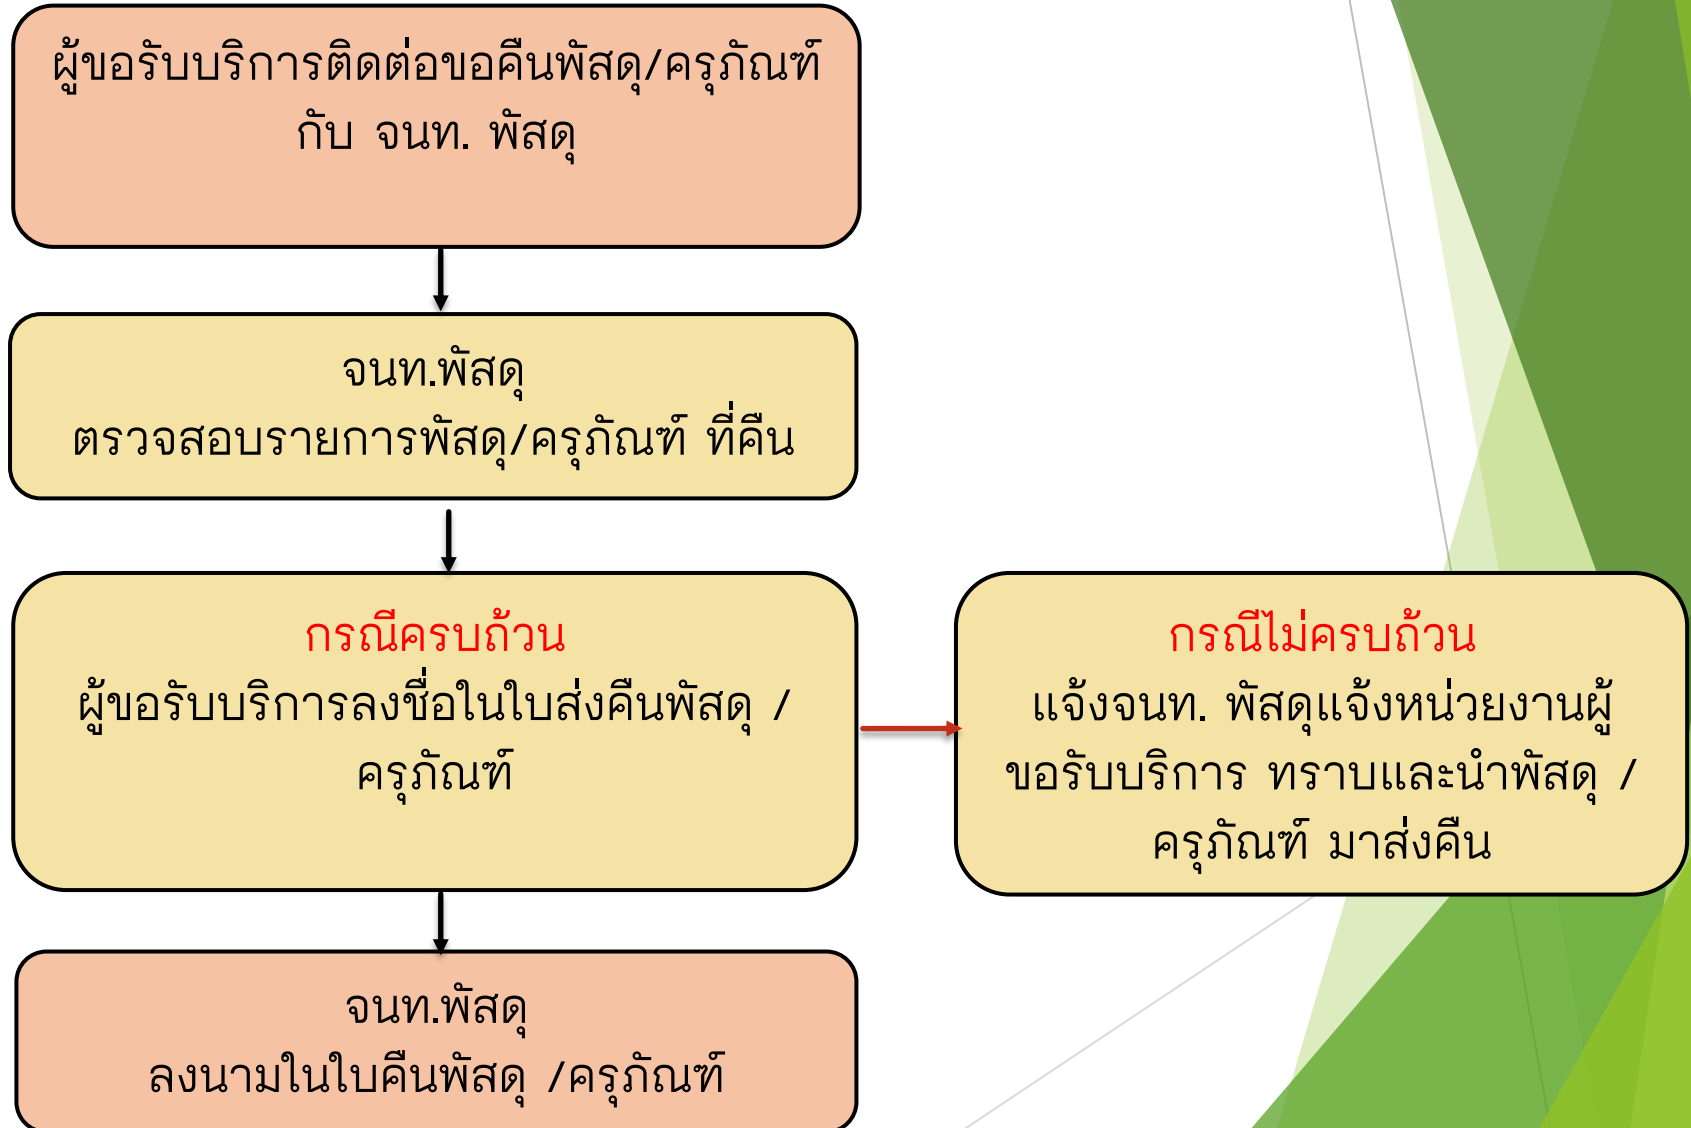 ผู้ขอรับบริการติดต่อขอคืนพัสดุ/ครุภัณฑ์
กับ จนท. พัสดุ
จนท.พัสดุ
ตรวจสอบรายการพัสดุ/ครุภัณฑ์ ที่คืน
กรณีครบถ้วน
ผู้ขอรับบริการลงชื่อในใบส่งคืนพัสดุ /
ครุภัณฑ์
กรณีไม่ครบถ้วน
แจ้งจนท. พัสดุแจ้งหน่วยงานผู้
ขอรับบริการ ทราบและนำพัสดุ /
ครุภัณฑ์ มาส่งคืน
จนท.พัสดุ
ลงนามในใบคืนพัสดุ /ครุภัณฑ์